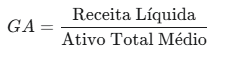 GA = Receita Líquida
Ativo Total Médio